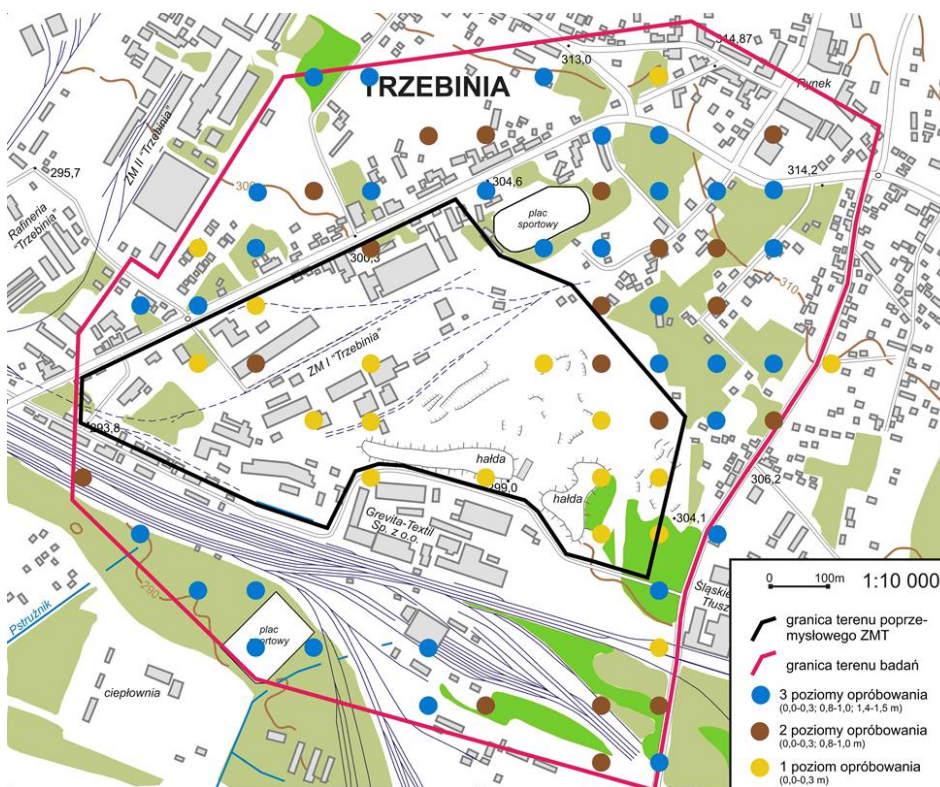 314,87
313,0
Rynek
TRZEBINIA
ZM II "Trzebinia"
295,7
300
304,6
314,2
Rafineria
"Trzebinia"
plac
sportowy
300,3
310
ZM I "Trzebinia"
293,8
hałda
299,0
hałda
306,2
304,1
Grevita-Textil
Sp. z o.o.
290
Pstrużnik
plac
sportowy
ciepłownia
Śląskie
Tłusz
0 100m 1:10 000
granica terenu poprze-
mysłowego ZMT
granica terenu badań
3 poziomy opróbowania
(0,0-0,3; 0,8-1,0; 1,4-1,5 m)
2 poziomy opróbowania
(0,0-0,3; 0,8-1,0 m)
1 poziom opróbowania
(0,0-0,3 m)